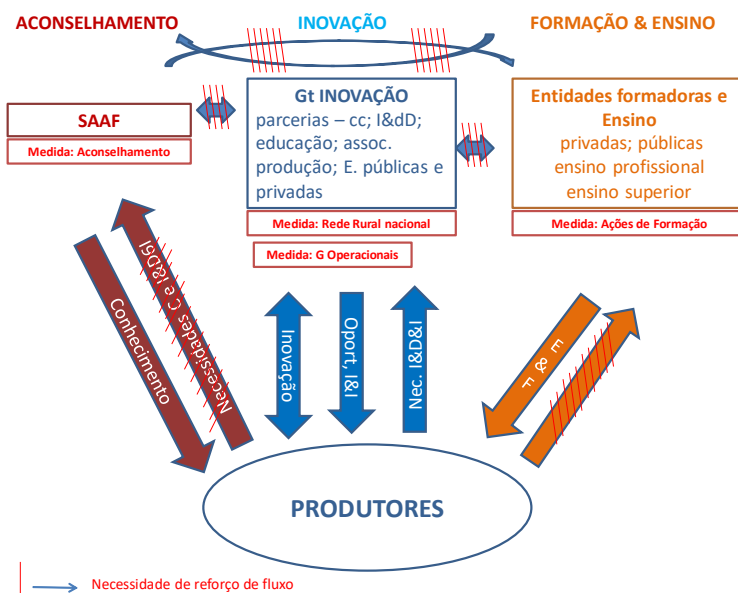 ACONSELHAMENTO
INOVAÇÃO
FORMAÇÃO & ENSINO
SAAF
Medida: Aconselhamento
Gt INOVAÇÃO
parcerias – cc; I&dD;
educação; assoc.
produção; E. públicas e
privadas
Medida: Rede Rural nacional
Medida: G Operacionais
Entidades formadoras e
Ensino
privadas; públicas
ensino profissional
ensino superior
Medida: Ações de Formação
Conhecimento
Necessidades C e I&D&I
Inovação
Oport, I&I
Nec. I&D&I
E & F
PRODUTORES
Necessidade de reforço de fluxo